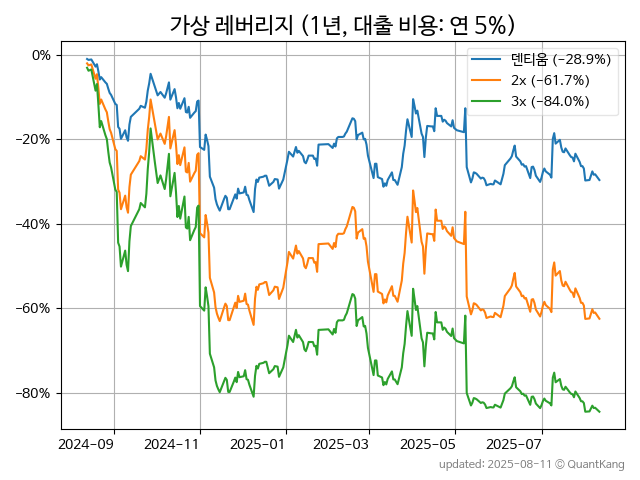 가상 레버리지 (1년, 대출 비용: 연 5%)
덴티움 (−28.9%)
2x (−61.7%)
3x (−84.0%)
0%
−20%
−40%
−60%
−80%
2024-09 2024-11 2025-01 2025-03 2025-05 2025-07
updated: 2025-08-11 © QuantKang